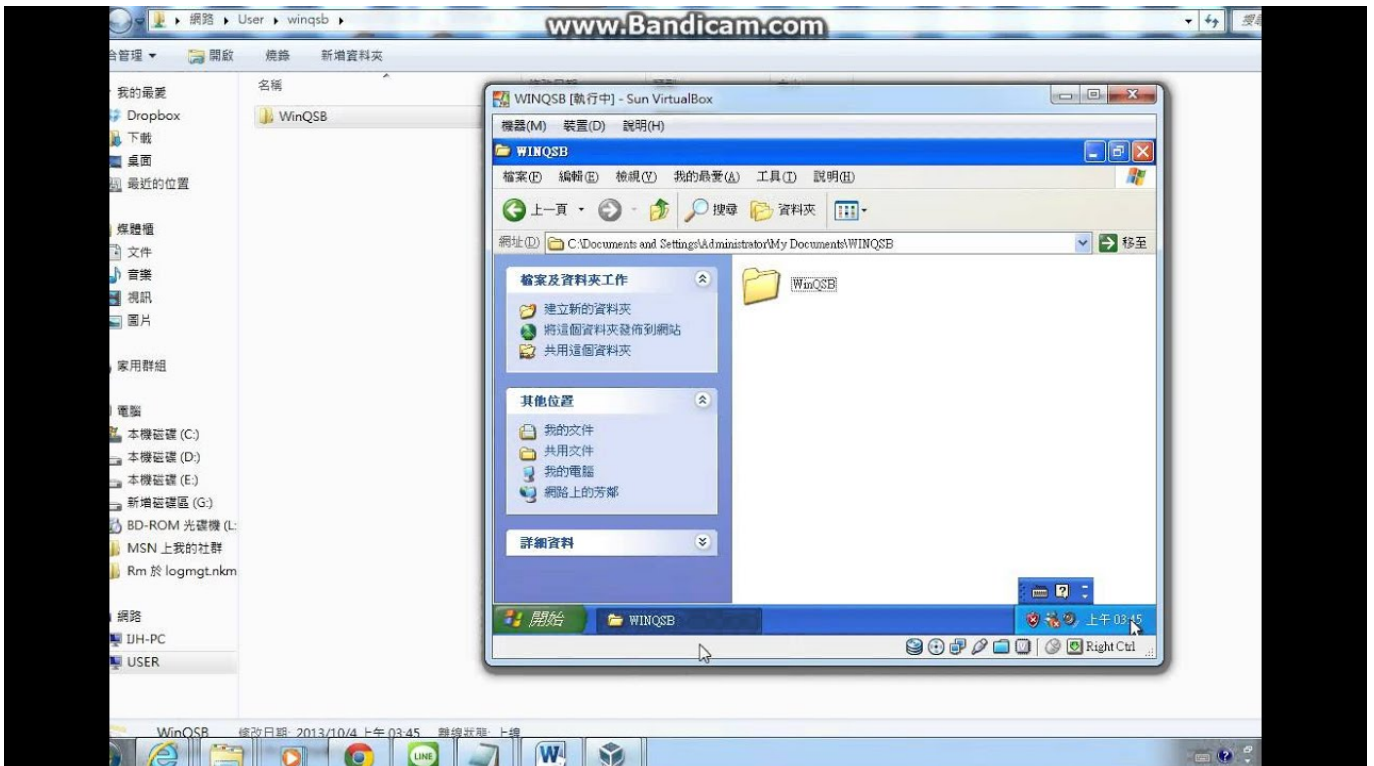 www.Bandicam.com
網路 ▸ User ▸ winqsb ▸
合管理 開啟 燒錄 新增資料夾
名稱
我的最愛
Dropbox
下載
桌面
最近的位置
媒體櫃
文件
音樂
視訊
圖片
家用群組
電腦
本機磁碟 (C:)
本機磁碟 (D:)
本機磁碟 (E:)
新增磁碟區 (G:)
BD-ROM 光碟機 (L:
MSN 上我的社群
Rm 於 logmgt.nkm
網路
IJH-PC
USER
WinQSB
WINQSB [執行中] - Sun VirtualBox
機器(M) 裝置(D) 說明(H)
WINQSB
檔案(F) 編輯(E) 檢視(V) 我的最愛(A) 工具(T) 說明(H)
上一頁 搜尋 資料夾
網址(D) C:\Documents and Settings\Administrator\My Documents\WINQSB 移至
檔案及資料夾工作
建立新的資料夾
將這個資料夾發佈到網站
共用這個資料夾
其他位置
我的文件
共用文件
我的電腦
網路上的芳鄰
詳細資料
WinQSB
開始 WINQSB 上午 03:45
Right Ctrl
WinQSB 修改日期: 2013/10/4 上午 03:45 離線狀態: 上線
LINE
W